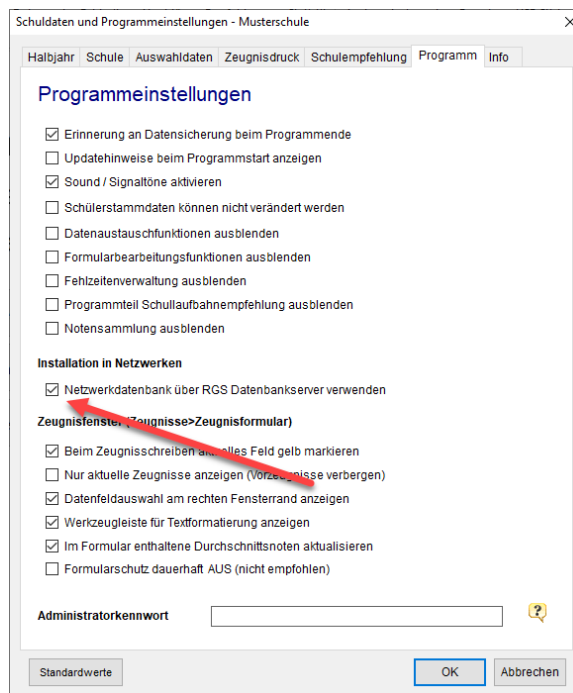 Schuldaten und Programmeinstellungen - Musterschule
Halbjahr Schule Auswahldaten Zeugnisdruck Schulempfehlung Programm Info
Programmeinstellungen
Erinnerung an Datensicherung beim Programmende
Updatehinweise beim Programmstart anzeigen
Sound / Signaltöne aktivieren
Schülerstammdaten können nicht verändert werden
Datenaustauschfunktionen ausblenden
Formularbearbeitungsfunktionen ausblenden
Fehlzeitenverwaltung ausblenden
Programmteil Schullaufbahnempfehlung ausblenden
Notensammlung ausblenden
Installation in Netzwerken
Netzwerkdatenbank über RGS Datenbankserver verwenden
Zeugnisfenster (Zeugnisse>Zeugnisformular)
Beim Zeugnisschreiben aktuelles Feld gelb markieren
Nur aktuelle Zeugnisse anzeigen (Vorzeugnisse verbergen)
Datenfeldauswahl am rechten Fensterrand anzeigen
Werkzeugleiste für Textformatierung anzeigen
Im Formular enthaltene Durchschnittsnoten aktualisieren
Formularschutz dauerhaft AUS (nicht empfohlen)
Administratorkennwort
Standardwerte OK Abbrechen